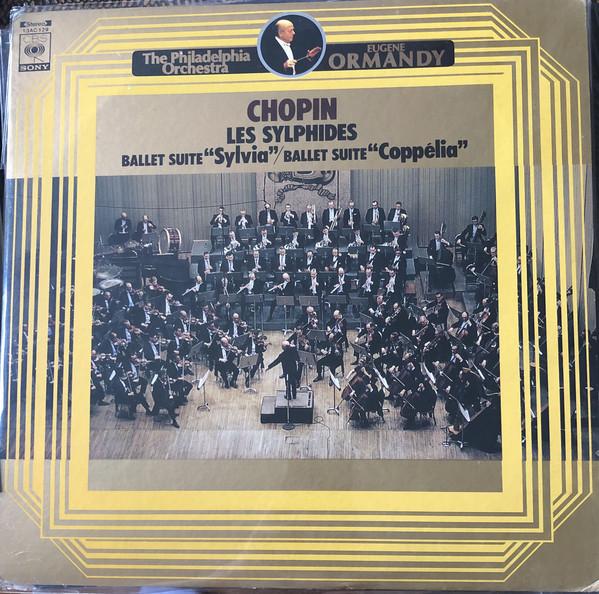 Stereo
13AC 129
CBS
SONY
The Philadelphia
Orchestra
EUGENE
ORMANDY
CHOPIN
LES SYLPHIDES
BALLET SUITE "Sylvia"/BALLET SUITE "Coppélia"